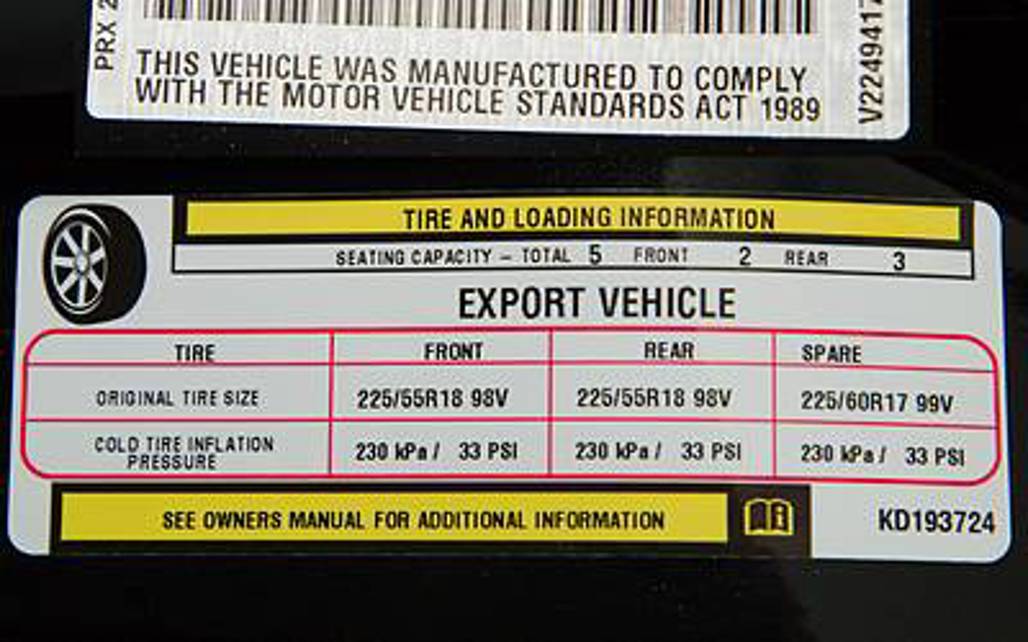 PRX 2
THIS VEHICLE WAS MANUFACTURED TO COMPLY
WITH THE MOTOR VEHICLE STANDARDS ACT 1989
V2249417
TIRE AND LOADING INFORMATION
SEATING CAPACITY – TOTAL 5 FRONT 2 REAR 3
EXPORT VEHICLE
TIRE FRONT REAR SPARE
ORIGINAL TIRE SIZE 225/55R18 98V 225/55R18 98V 225/60R17 99V
COLD TIRE INFLATION
PRESSURE 230 kPa / 33 PSI 230 kPa / 33 PSI 230 kPa / 33 PSI
SEE OWNERS MANUAL FOR ADDITIONAL INFORMATION
KD193724